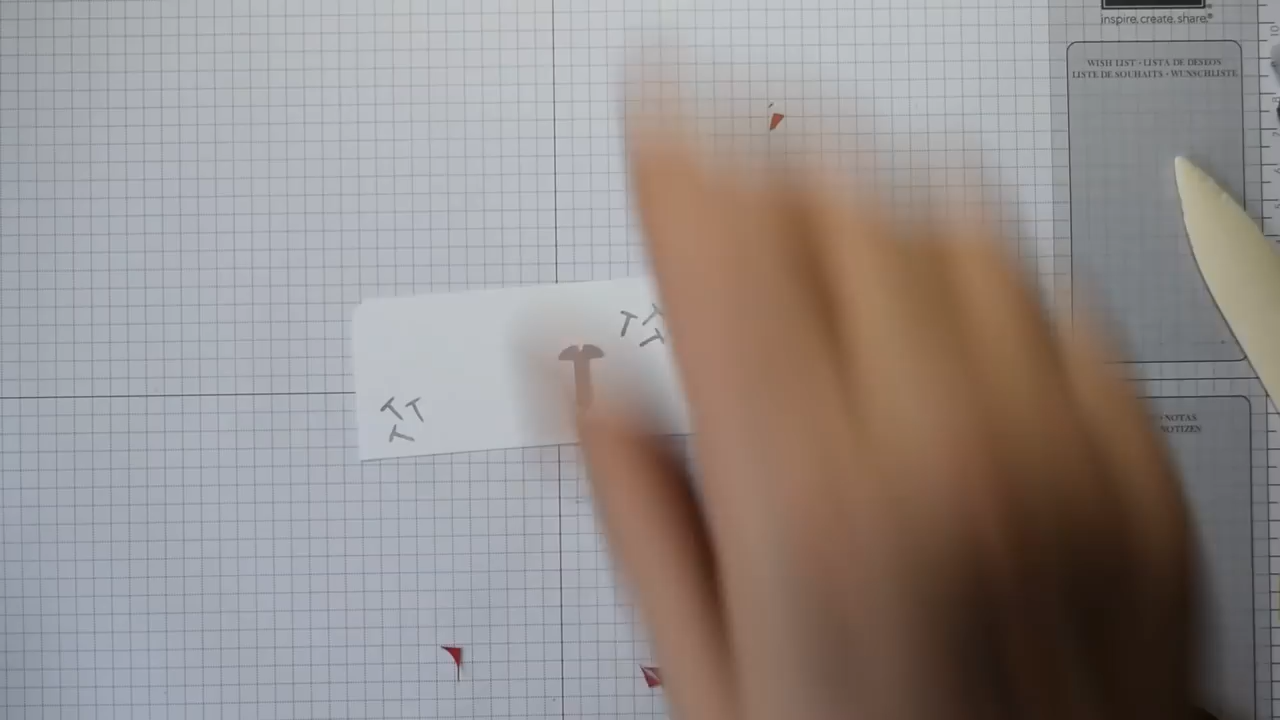 inspire. create. share.®
WISH LIST • LISTA DE DESEOS
LISTE DE SOUHAITS • WUNSCHLISTE
• NOTAS
NOTIZEN